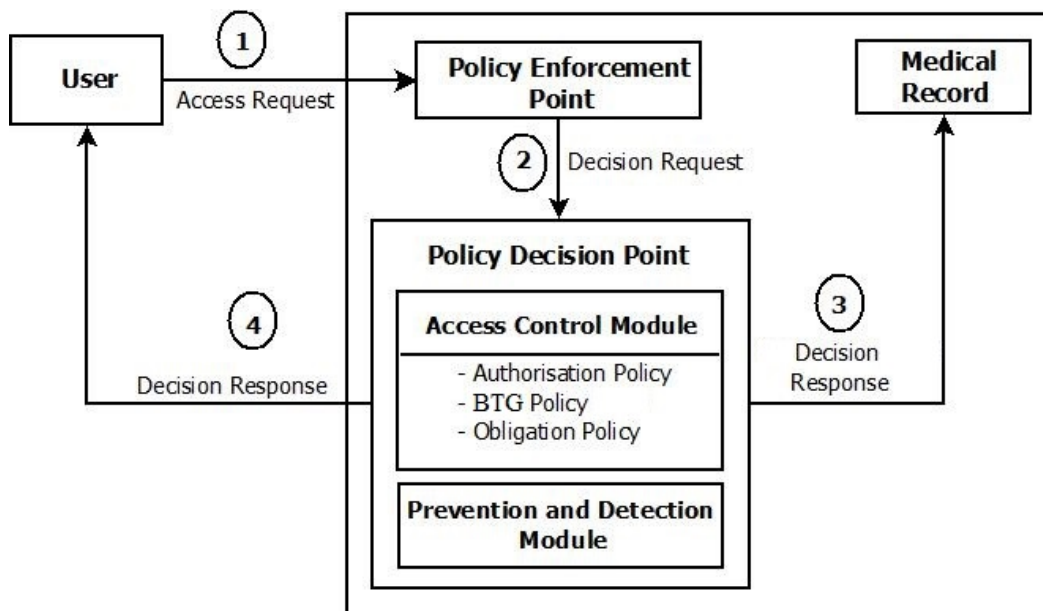 1
User
Access Request
Policy Enforcement
Point
Medical
Record
2
Decision Request
Policy Decision Point
Access Control Module
- Authorisation Policy
- BTG Policy
- Obligation Policy
Prevention and Detection
Module
3
Decision
Response
4
Decision Response